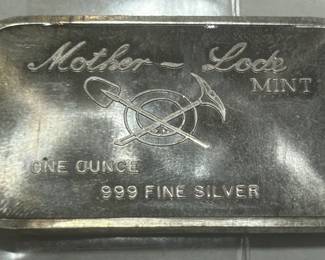 Mother - Lode
MINT
ONE OUNCE
999 FINE SILVER